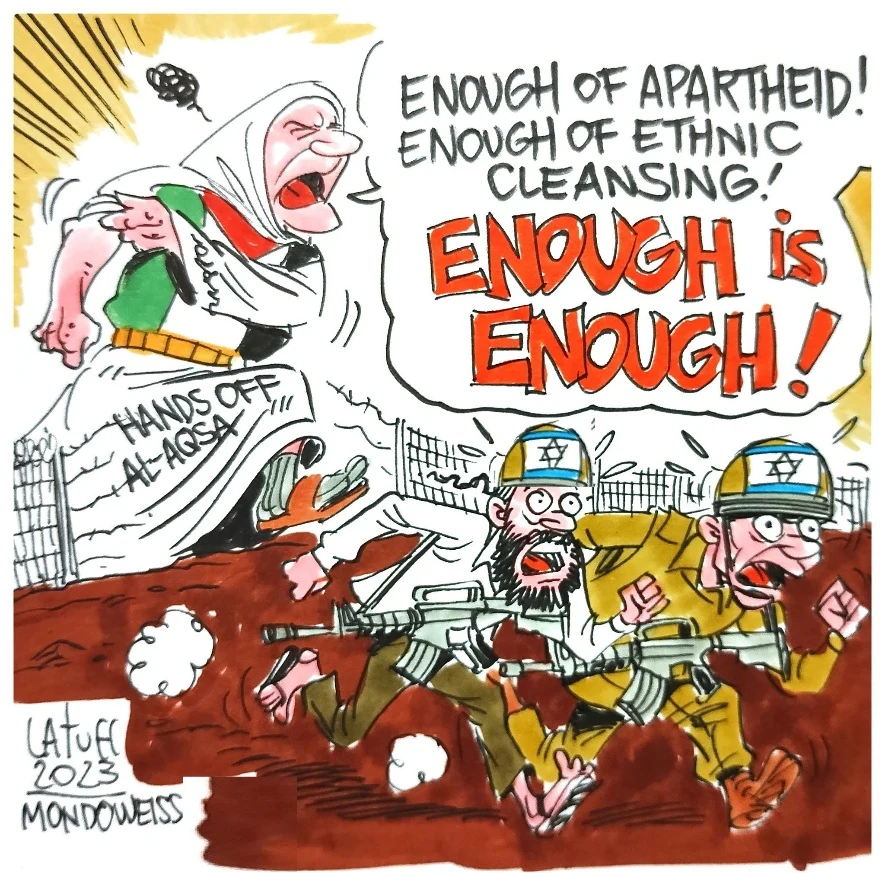 ENOUGH OF APARTHEID!
ENOUGH OF ETHNIC
CLEANSING!
ENOUGH is
ENOUGH!
HANDS OFF
AL-AQSA
LATUFF
2023
MONDOWEISS